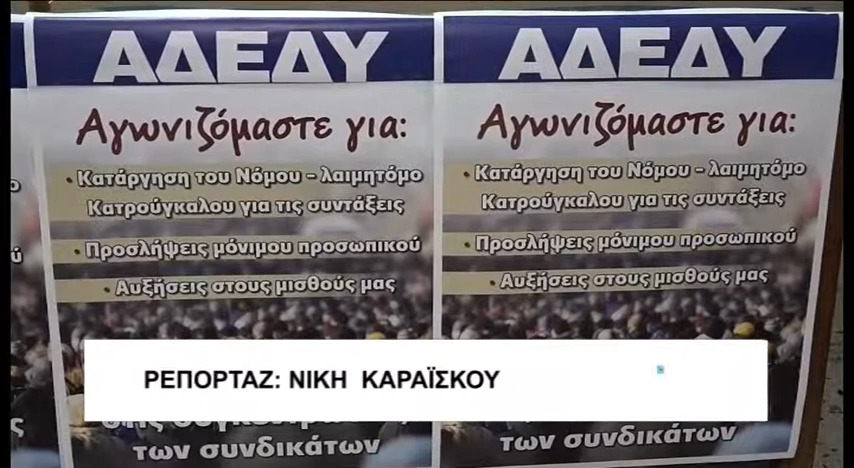 ΑΔΕΔΥ
Αγωνιζόμαστε για:
• Κατάργηση του Νόμου – λαιμητόμο
Κατρούγκαλου για τις συντάξεις
• Προσλήψεις μόνιμου προσωπικού
• Αυξήσεις στους μισθούς μας
των συνδικάτων
ΑΔΕΔΥ
Αγωνιζόμαστε για:
• Κατάργηση του Νόμου – λαιμητόμο
Κατρούγκαλου για τις συντάξεις
• Προσλήψεις μόνιμου προσωπικού
• Αυξήσεις στους μισθούς μας
των συνδικάτων
ΡΕΠΟΡΤΑΖ: ΝΙΚΗ ΚΑΡΑΪΣΚΟΥ